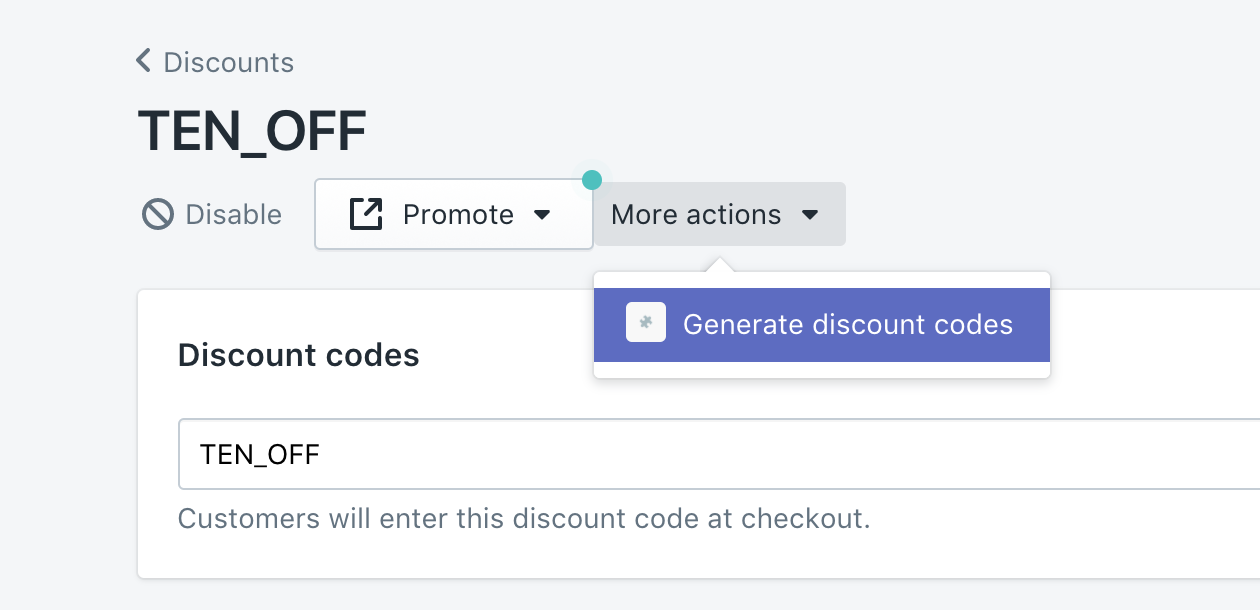 Discounts
TEN_OFF
Disable Promote More actions
Generate discount codes
Discount codes
TEN_OFF
Customers will enter this discount code at checkout.